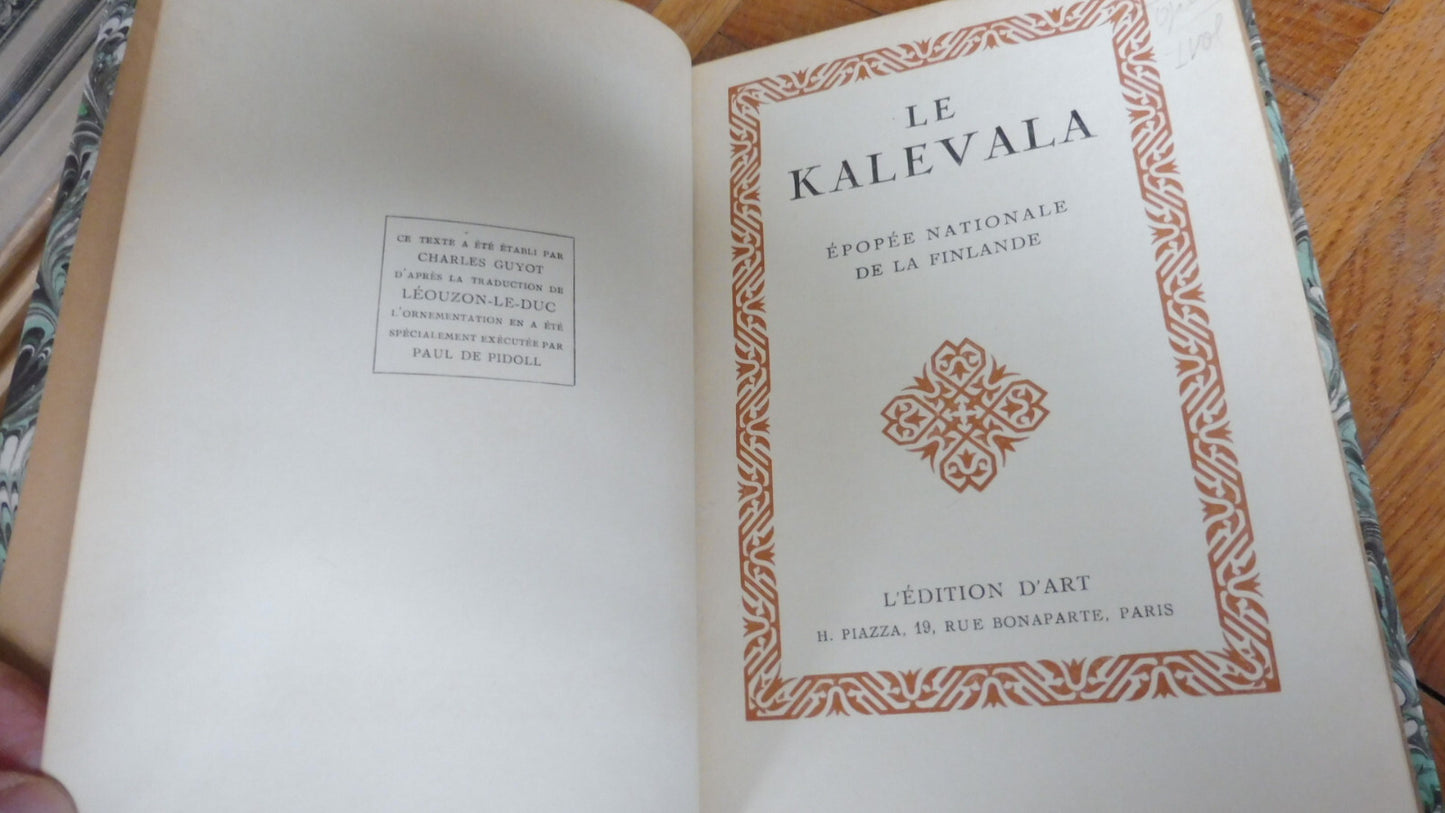 CE TEXTE A ÉTÉ ÉTABLI PAR
CHARLES GUYOT
D'APRÈS LA TRADUCTION DE
LÉOUZON-LE-DUC
L'ORNEMENTATION EN A ÉTÉ
SPÉCIALEMENT EXÉCUTÉE PAR
PAUL DE PIDOLL
LE
KALEVALA
ÉPOPÉE NATIONALE
DE LA FINLANDE
L'ÉDITION D'ART
H. PIAZZA, 19, RUE BONAPARTE, PARIS